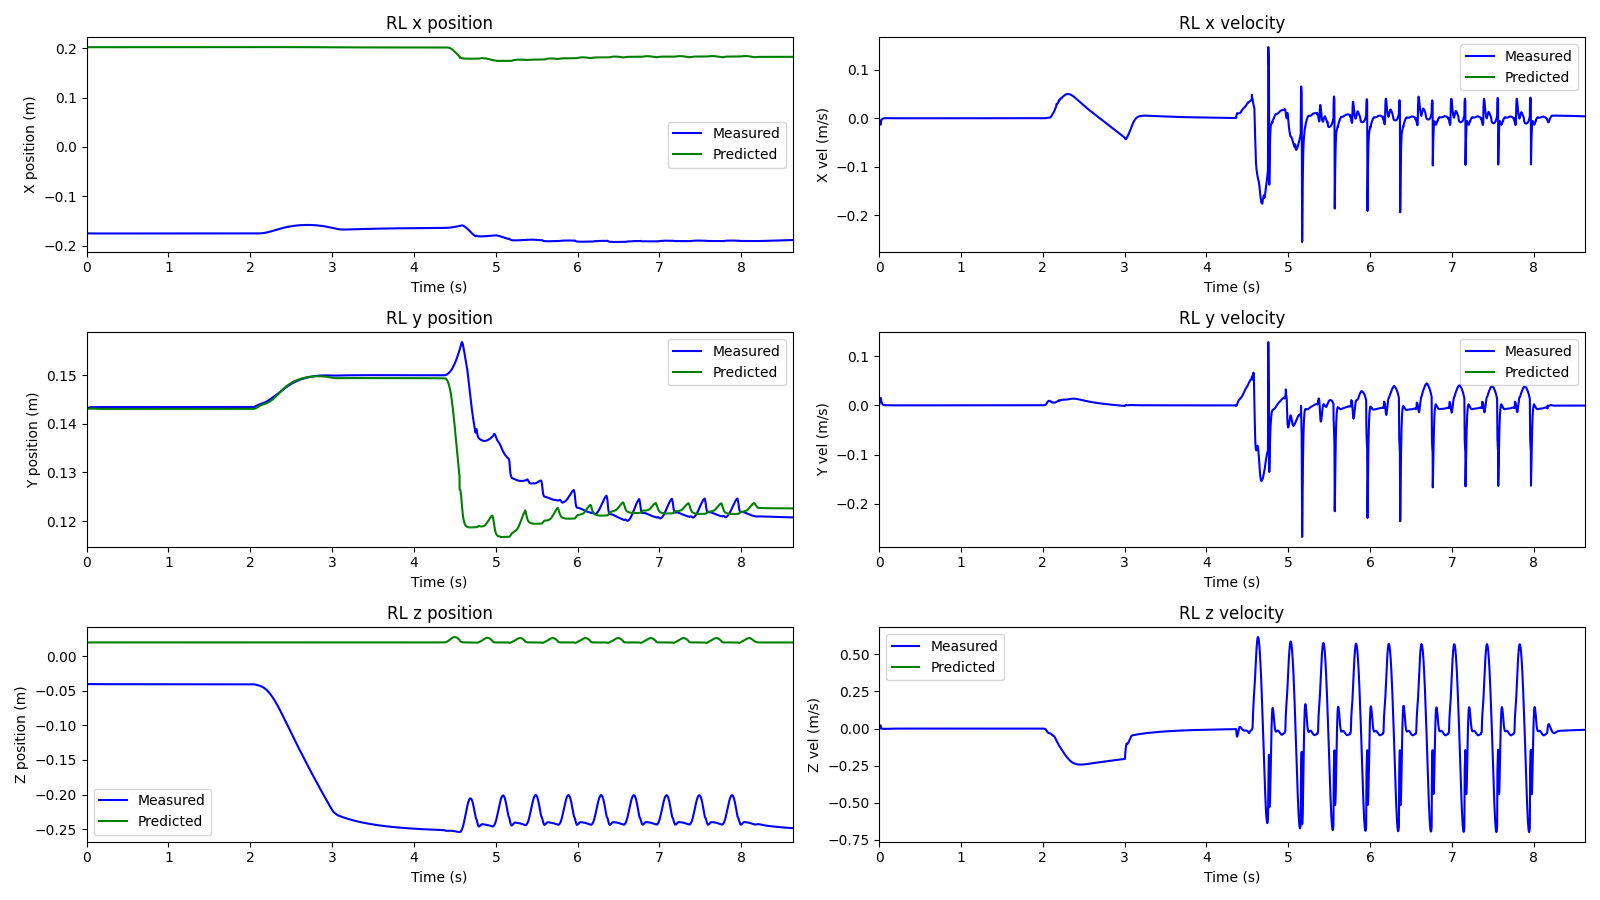 RL x position
X position (m)
0.2
0.1
0.0
−0.1
−0.2
Measured
Predicted
0 1 2 3 4 5 6 7 8
Time (s)
RL x velocity
X vel (m/s)
0.1
0.0
−0.1
−0.2
Measured
Predicted
0 1 2 3 4 5 6 7 8
Time (s)
RL y position
Y position (m)
0.15
0.14
0.13
0.12
Measured
Predicted
0 1 2 3 4 5 6 7 8
Time (s)
RL y velocity
Y vel (m/s)
0.1
0.0
−0.1
−0.2
Measured
Predicted
0 1 2 3 4 5 6 7 8
Time (s)
RL z position
Z position (m)
0.00
−0.05
−0.10
−0.15
−0.20
−0.25
Measured
Predicted
0 1 2 3 4 5 6 7 8
Time (s)
RL z velocity
Z vel (m/s)
0.50
0.25
0.00
−0.25
−0.50
−0.75
Measured
Predicted
0 1 2 3 4 5 6 7 8
Time (s)